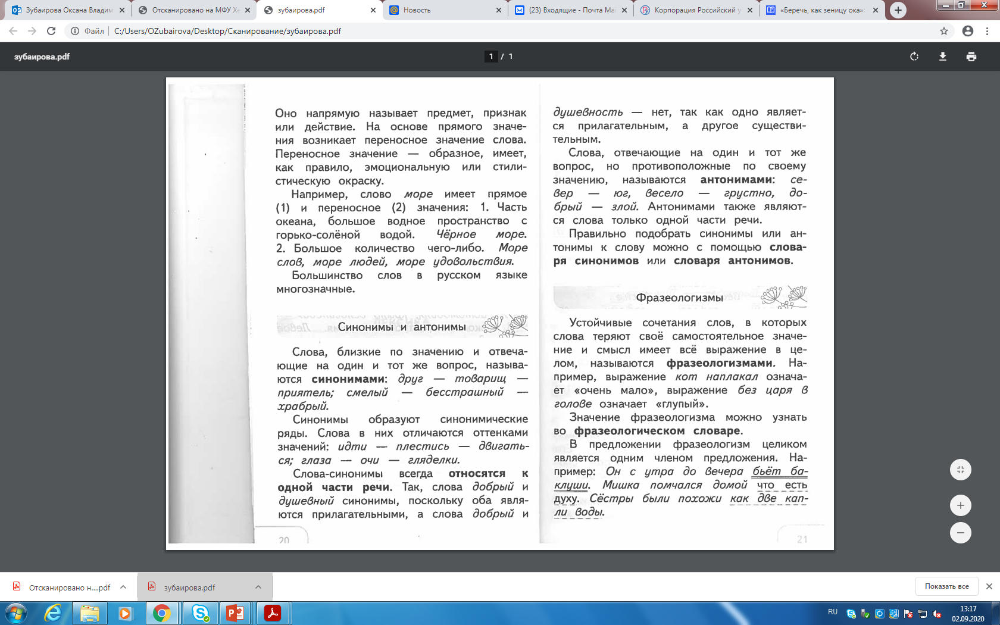 Зубаирова Оксана Владим
Отсканировано на МФУ Xe
зубаирова.pdf
Новость
(23) Входящие - Почта Ma
Корпорация Российский у
«Беречь, как зеницу ока»:
Файл
C:/Users/OZubairova/Desktop/Сканирование/зубаирова.pdf
зубаирова.pdf
1 / 1
Оно напрямую называет предмет, признак
или действие. На основе прямого значе-
ния возникает переносное значение слова.
Переносное значение — образное, имеет,
как правило, эмоциональную или стили-
стическую окраску.
Например, слово море имеет прямое
(1) и переносное (2) значения: 1. Часть
океана, большое водное пространство с
горько-солёной водой. Чёрное море.
2. Большое количество чего-либо. Море
слов, море людей, море удовольствия.
Большинство слов в русском языке
многозначные.
Синонимы и антонимы
Слова, близкие по значению и отвеча-
ющие на один и тот же вопрос, называ-
ются синонимами: друг — товарищ —
приятель; смелый — бесстрашный —
храбрый.
Синонимы образуют синонимические
ряды. Слова в них отличаются оттенками
значений: идти — плестись — двигать-
ся; глаза — очи — гляделки.
Слова-синонимы всегда относятся к
одной части речи. Так, слова добрый и
душевный синонимы, поскольку оба явля-
ются прилагательными, а слова добрый и
20
душевность — нет, так как одно являет-
ся прилагательным, а другое существи-
тельным.
Слова, отвечающие на один и тот же
вопрос, но противоположные по своему
значению, называются антонимами: се-
вер — юг, весело — грустно, до-
брый — злой. Антонимами также являют-
ся слова только одной части речи.
Правильно подобрать синонимы или ан-
тонимы к слову можно с помощью слова-
ря синонимов или словаря антонимов.
Фразеологизмы
Устойчивые сочетания слов, в которых
слова теряют своё самостоятельное значе-
ние и смысл имеет всё выражение в це-
лом, называются фразеологизмами. На-
пример, выражение кот наплакал означа-
ет «очень мало», выражение без царя в
голове означает «глупый».
Значение фразеологизма можно узнать
во фразеологическом словаре.
В предложении фразеологизм целиком
является одним членом предложения. На-
пример: Он с утра до вечера бьёт ба-
клуши. Мишка помчался домой что есть
духу. Сёстры были похожи как две кап-
ли воды.
21
Отсканировано н....pdf
зубаирова.pdf
Показать все
RU
13:17
02.09.2020